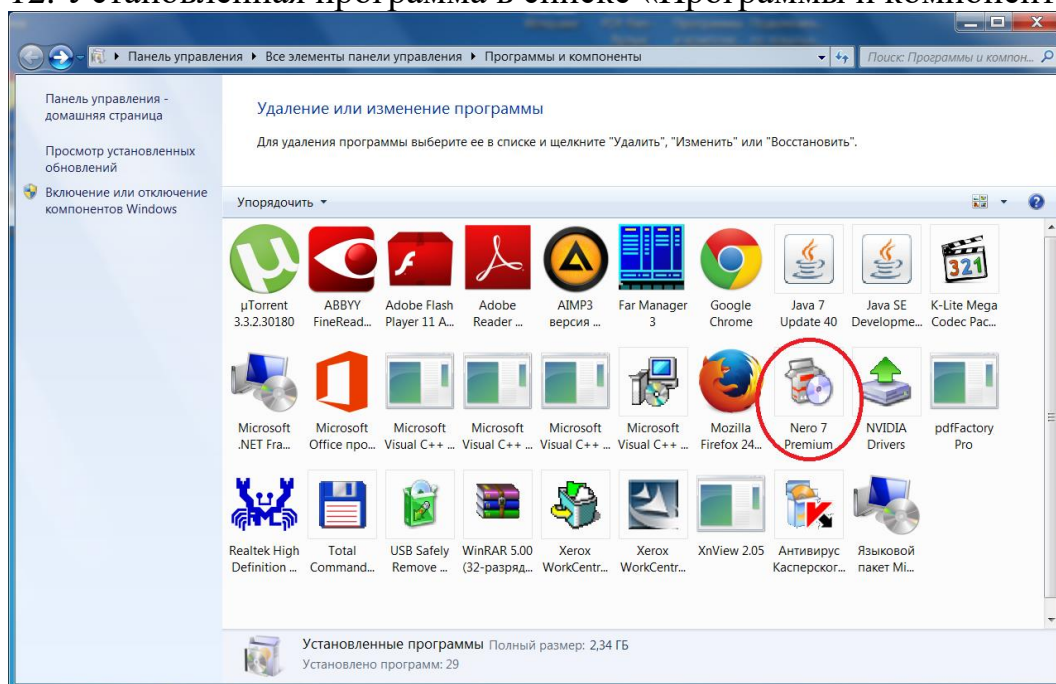 12. Установленная программа в списке «Программы и компонент
Панель управления ▸ Все элементы панели управления ▸ Программы и компоненты
Поиск: Программы и компон...
Панель управления -
домашняя страница
Просмотр установленных
обновлений
Включение или отключение
компонентов Windows
Удаление или изменение программы
Для удаления программы выберите ее в списке и щелкните "Удалить", "Изменить" или "Восстановить".
Упорядочить
µTorrent
3.3.2.30180
ABBYY
FineRead...
Adobe Flash
Player 11 A...
Adobe
Reader ...
AIMP3
версия ...
Far Manager
3
Google
Chrome
Java 7
Update 40
Java SE
Developme...
321
K-Lite Mega
Codec Pac...
Microsoft
.NET Fra...
Microsoft
Office про...
Microsoft
Visual C++ ...
Microsoft
Visual C++ ...
Microsoft
Visual C++ ...
Microsoft
Visual C++ ...
Mozilla
Firefox 24...
Nero 7
Premium
NVIDIA
Drivers
pdfFactory
Pro
Realtek High
Definition ...
Total
Command...
USB Safely
Remove ...
WinRAR 5.00
(32-разряд...
Xerox
WorkCentr...
Xerox
WorkCentr...
XnView 2.05
Антивирус
Касперског...
Языковой
пакет Mi...
Установленные программы Полный размер: 2,34 ГБ
Установлено программ: 29